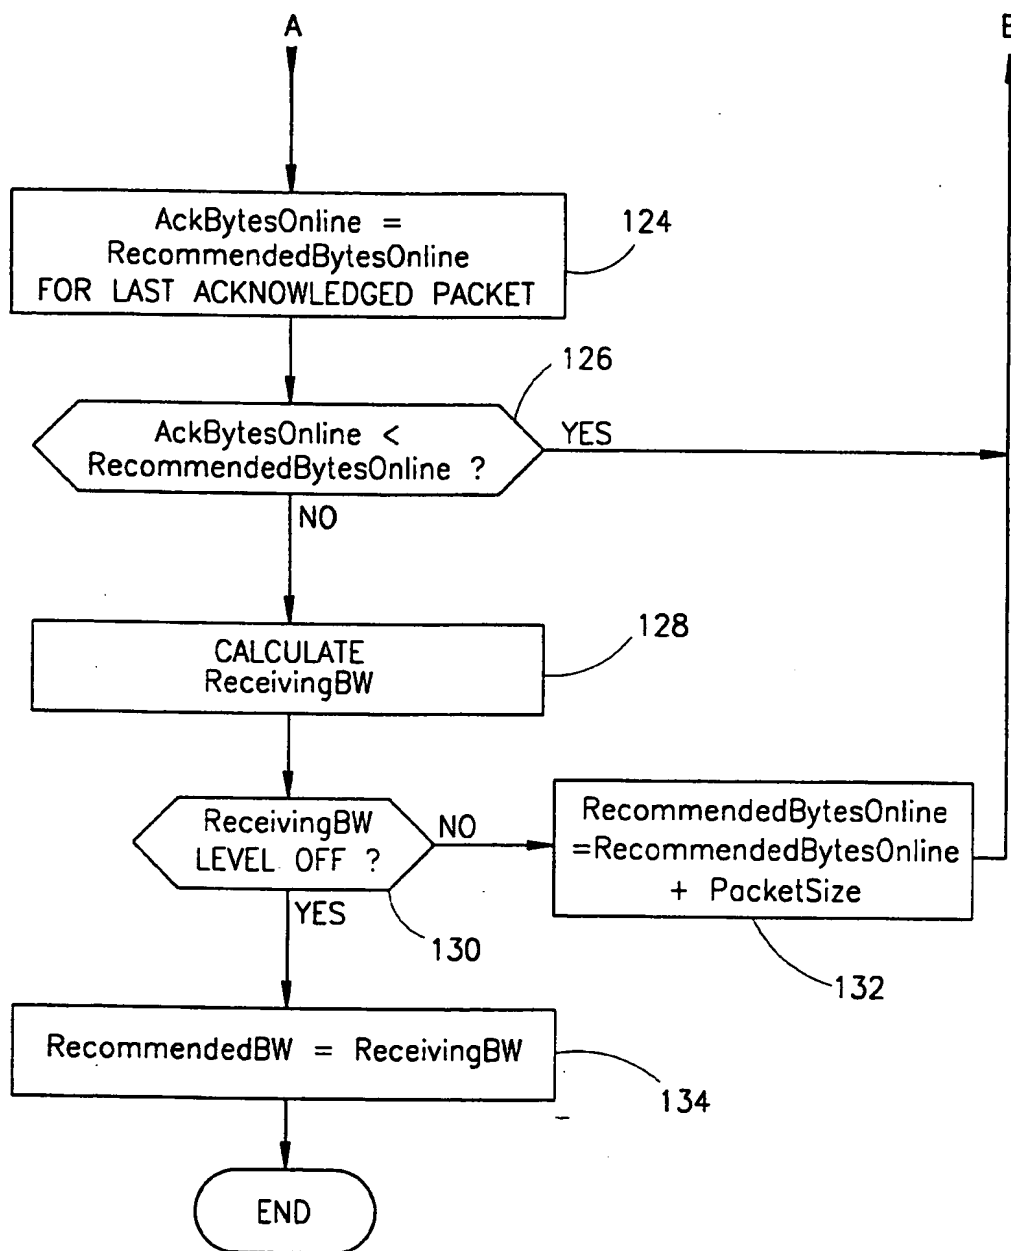 A
B
AckBytesOnline =
RecommendedBytesOnline
FOR LAST ACKNOWLEDGED PACKET
124
126
AckBytesOnline <
RecommendedBytesOnline ?
YES
NO
CALCULATE
ReceivingBW
128
ReceivingBW
LEVEL OFF ?
NO
YES
130
RecommendedBytesOnline
=RecommendedBytesOnline
+ PacketSize
132
RecommendedBW = ReceivingBW
134
END